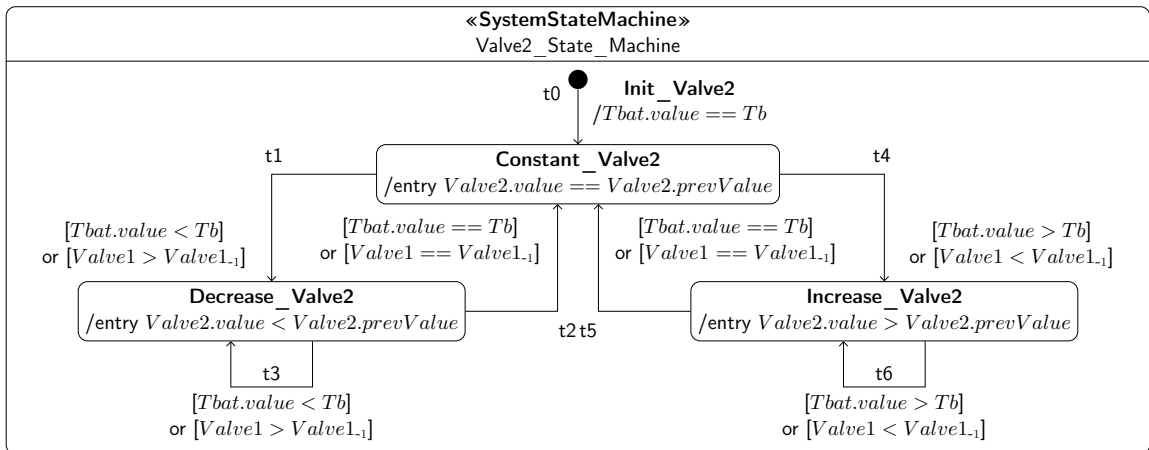 «SystemStateMachine»
Valve2_State_Machine
t0
Init_Valve2
/Tbat.value == Tb
t1
Constant_Valve2
/entry Valve2.value == Valve2.prevValue
t4
[Tbat.value < Tb]
or [Valve1 > Valve1₋₁]
[Tbat.value == Tb]
or [Valve1 == Valve1₋₁]
[Tbat.value == Tb]
or [Valve1 == Valve1₋₁]
[Tbat.value > Tb]
or [Valve1 < Valve1₋₁]
Decrease_Valve2
/entry Valve2.value < Valve2.prevValue
t2 t5
Increase_Valve2
/entry Valve2.value > Valve2.prevValue
t3
[Tbat.value < Tb]
or [Valve1 > Valve1₋₁]
t6
[Tbat.value > Tb]
or [Valve1 < Valve1₋₁]